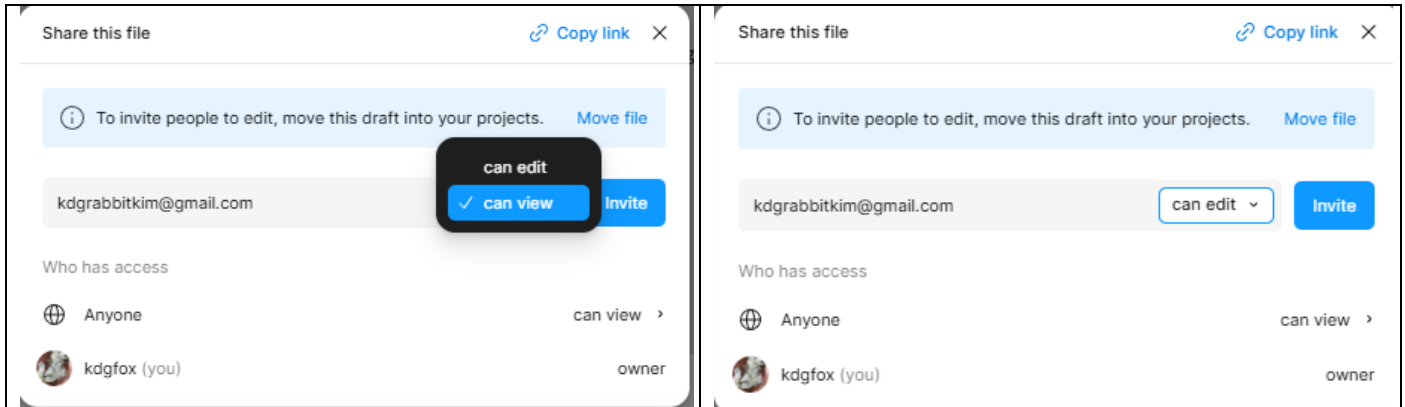 Share this file
Copy link
To invite people to edit, move this draft into your projects.
Move file
can edit
can view
kdgrabbitkim@gmail.com
Invite
Who has access
Anyone
can view
kdgfox (you)
owner
Share this file
Copy link
To invite people to edit, move this draft into your projects.
Move file
kdgrabbitkim@gmail.com
can edit
Invite
Who has access
Anyone
can view
kdgfox (you)
owner